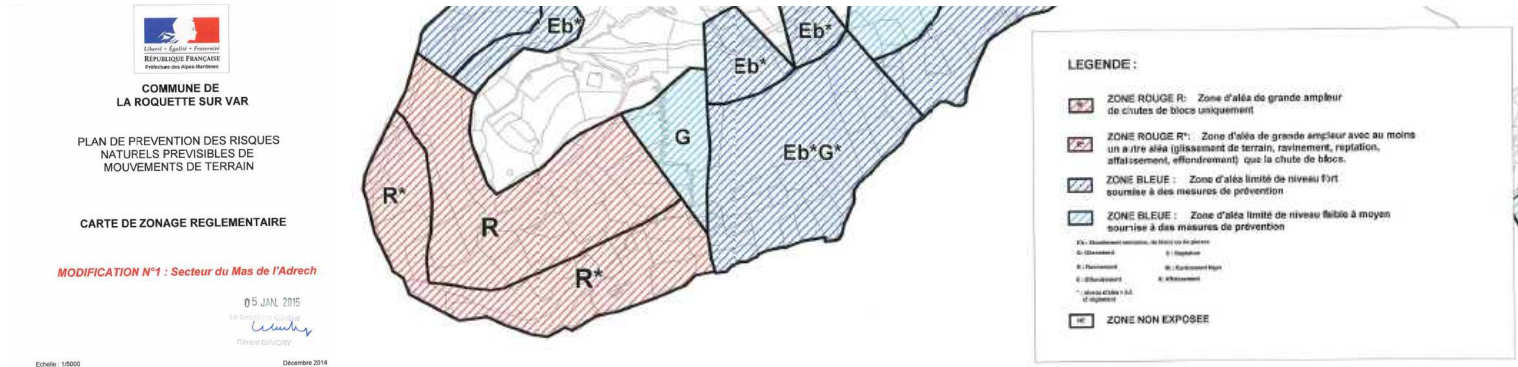 Liberté • Égalité • Fraternité
RÉPUBLIQUE FRANÇAISE
Préfecture des Alpes-Maritimes
COMMUNE DE
LA ROQUETTE SUR VAR
PLAN DE PREVENTION DES RISQUES
NATURELS PREVISIBLES DE
MOUVEMENTS DE TERRAIN
CARTE DE ZONAGE REGLEMENTAIRE
MODIFICATION N°1 : Secteur du Mas de l'Adrech
05 JAN. 2015
Echelle : 1/5000
Décembre 2014
Eb*
Eb*
Eb*
G
Eb*G*
R*
R
R*
LEGENDE :
R
ZONE ROUGE R: Zone d'aléa de grande ampleur
de chutes de blocs uniquement
R*
ZONE ROUGE R*: Zone d'aléa de grande ampleur avec au moins
un autre aléa (glissement de terrain, ravinement, reptation,
affaissement, effondrement) que la chute de blocs.
ZONE BLEUE : Zone d'aléa limité de niveau fort
soumise à des mesures de prévention
ZONE BLEUE : Zone d'aléa limité de niveau faible à moyen
soumise à des mesures de prévention
G: Glissement
S : Reptation
R : Ravinement
E : Effondrement
A: Affaissement
NE
ZONE NON EXPOSEE